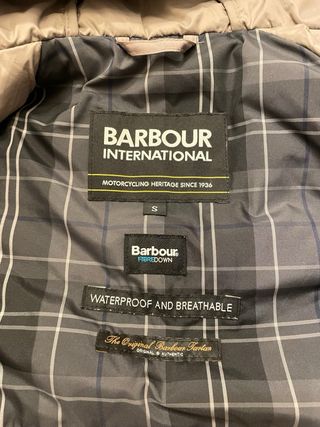 BARBOUR
INTERNATIONAL
MOTORCYCLING HERITAGE SINCE 1936
S
Barbour
FIBREDOWN
WATERPROOF AND BREATHABLE
The Original Barbour Tartan
ORIGINAL & AUTHENTIC